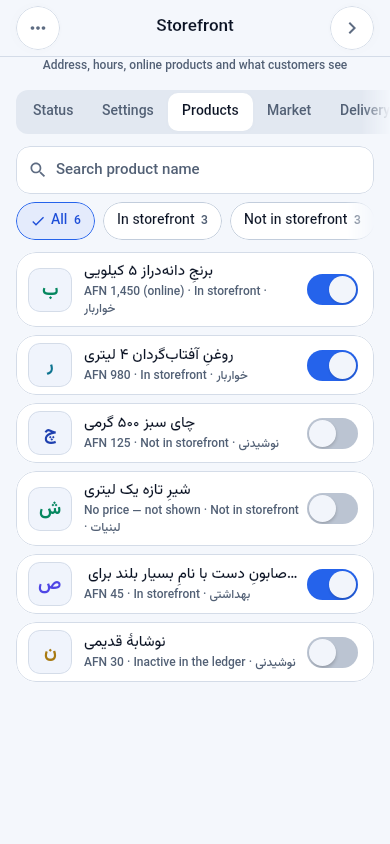 Storefront
Address, hours, online products and what customers see
Status Settings Products Market Delivery
Search product name
All 6 In storefront 3 Not in storefront 3
ب
برنجِ دانه‌دراز ۵ کیلویی
AFN 1,450 (online) · In storefront ·
خواربار
ر
روغنِ آفتاب‌گردان ۴ لیتری
AFN 980 · In storefront · خواربار
چ
چای سبز ۵۰۰ گرمی
AFN 125 · Not in storefront · نوشیدنی
ش
شیرِ تازه یک لیتری
No price — not shown · Not in storefront
· لبنیات
ص
صابونِ دست با نامِ بسیار بلند برای…
AFN 45 · In storefront · بهداشتی
ن
نوشابهٔ قدیمی
AFN 30 · Inactive in the ledger · نوشیدنی